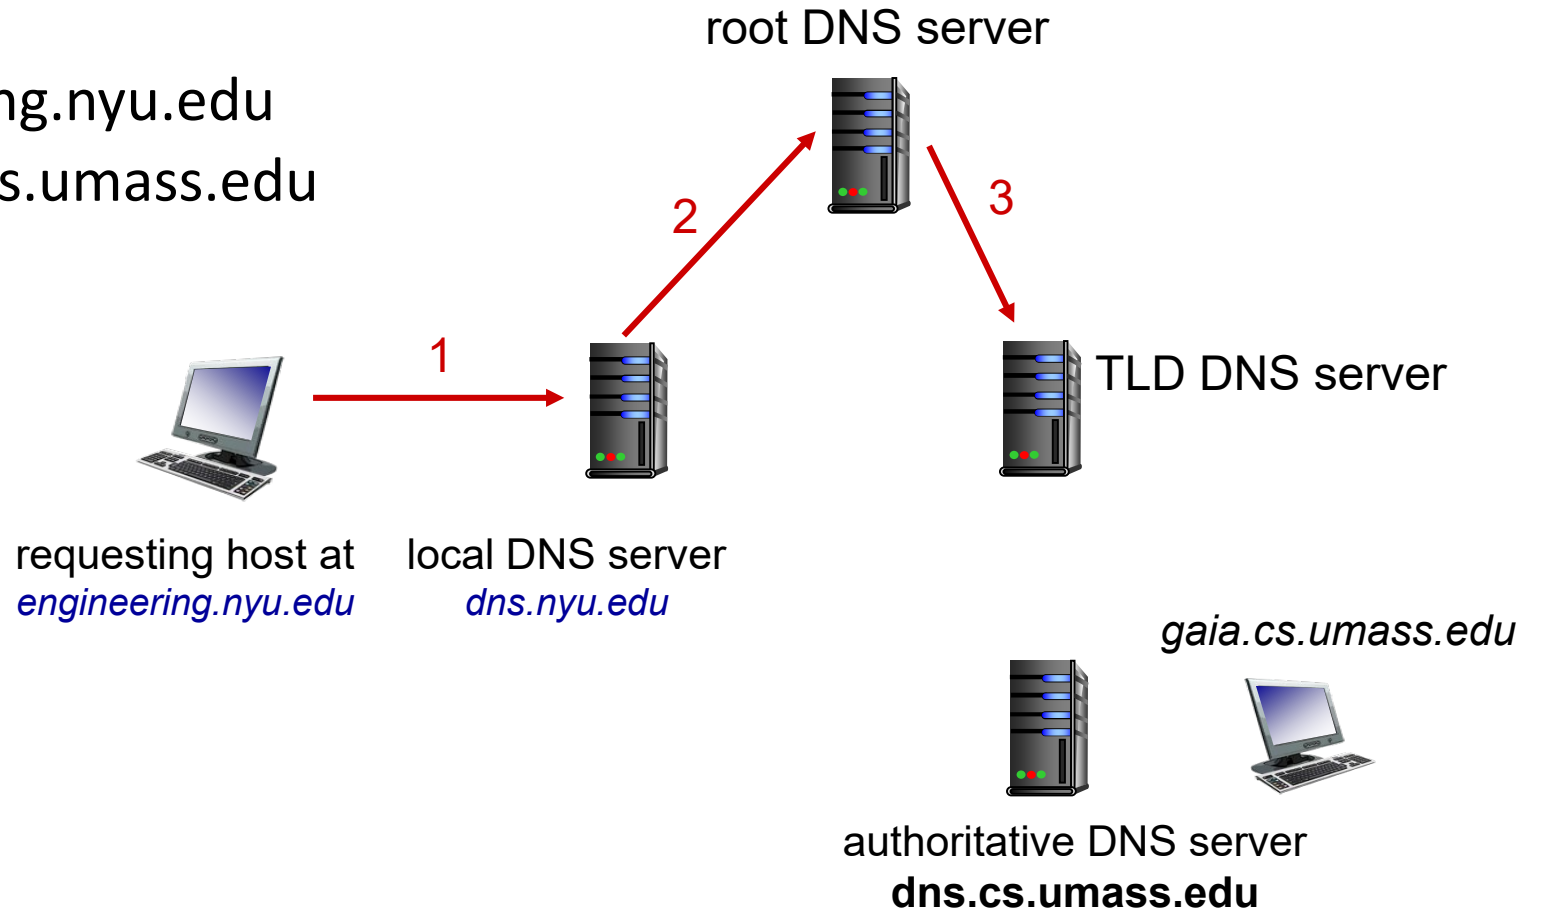 root DNS server
ng.nyu.edu
s.umass.edu
2
3
1
TLD DNS server
requesting host at
engineering.nyu.edu
local DNS server
dns.nyu.edu
gaia.cs.umass.edu
authoritative DNS server
dns.cs.umass.edu